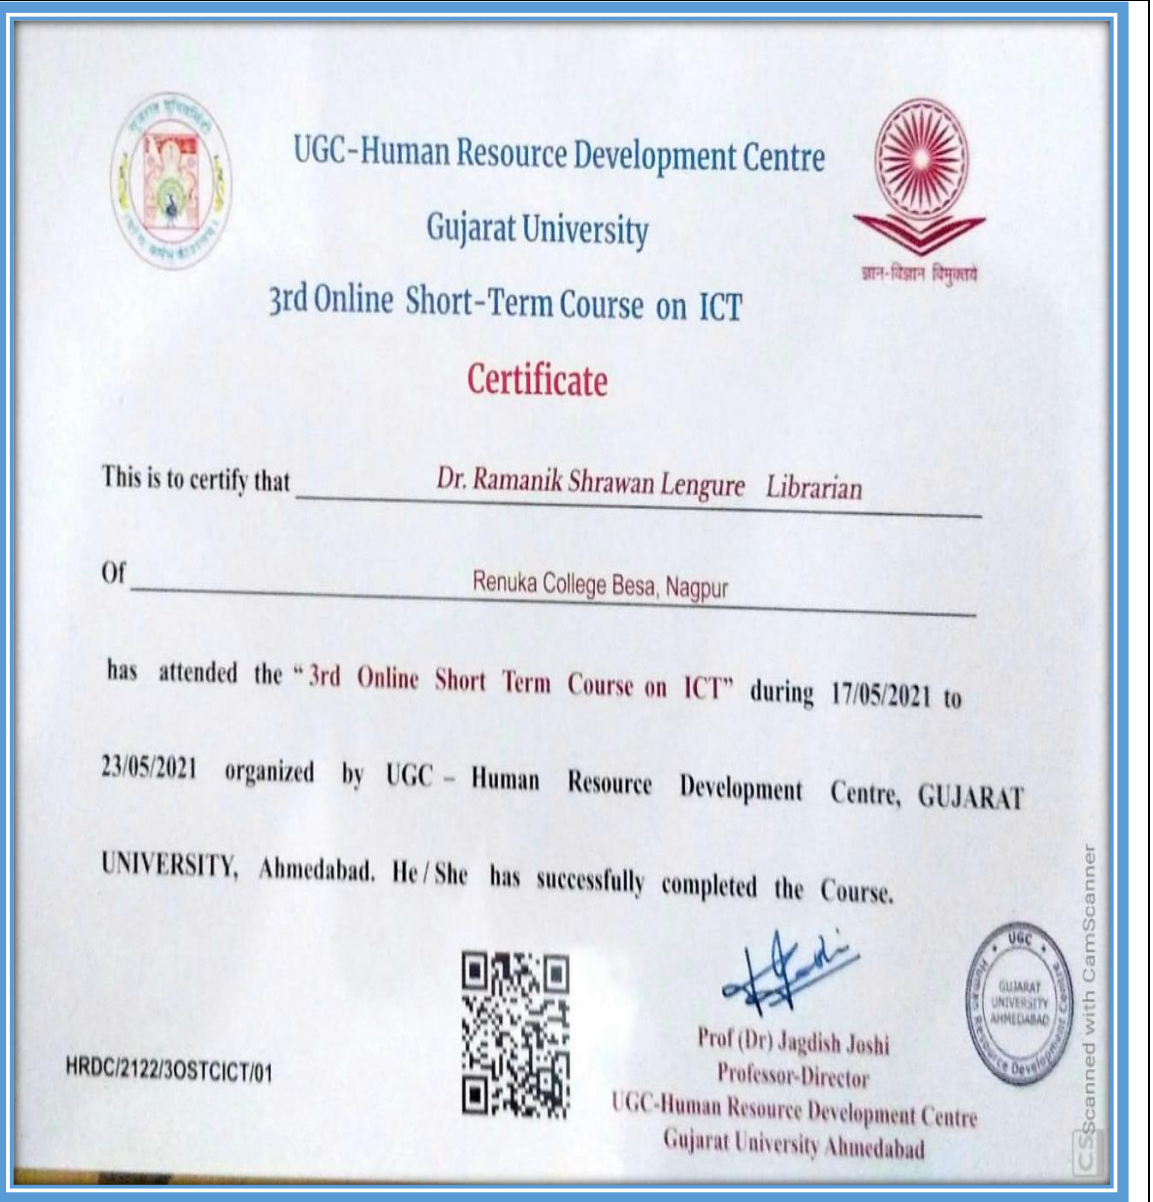 UGC-Human Resource Development Centre
Gujarat University
ज्ञान-विज्ञान विमुक्तये
3rd Online Short-Term Course on ICT
Certificate
This is to certify that Dr. Ramanik Shrawan Lengure Librarian
Of Renuka College Besa, Nagpur
has attended the “3rd Online Short Term Course on ICT” during 17/05/2021 to
23/05/2021 organized by UGC – Human Resource Development Centre, GUJARAT
UNIVERSITY, Ahmedabad. He/She has successfully completed the Course.
Prof (Dr) Jagdish Joshi
Professor-Director
UGC-Human Resource Development Centre
Gujarat University Ahmedabad
HRDC/2122/3OSTCICT/01
UGC
Human Resource Development Centre
GUJARAT
UNIVERSITY
AHMEDABAD
CS Scanned with CamScanner